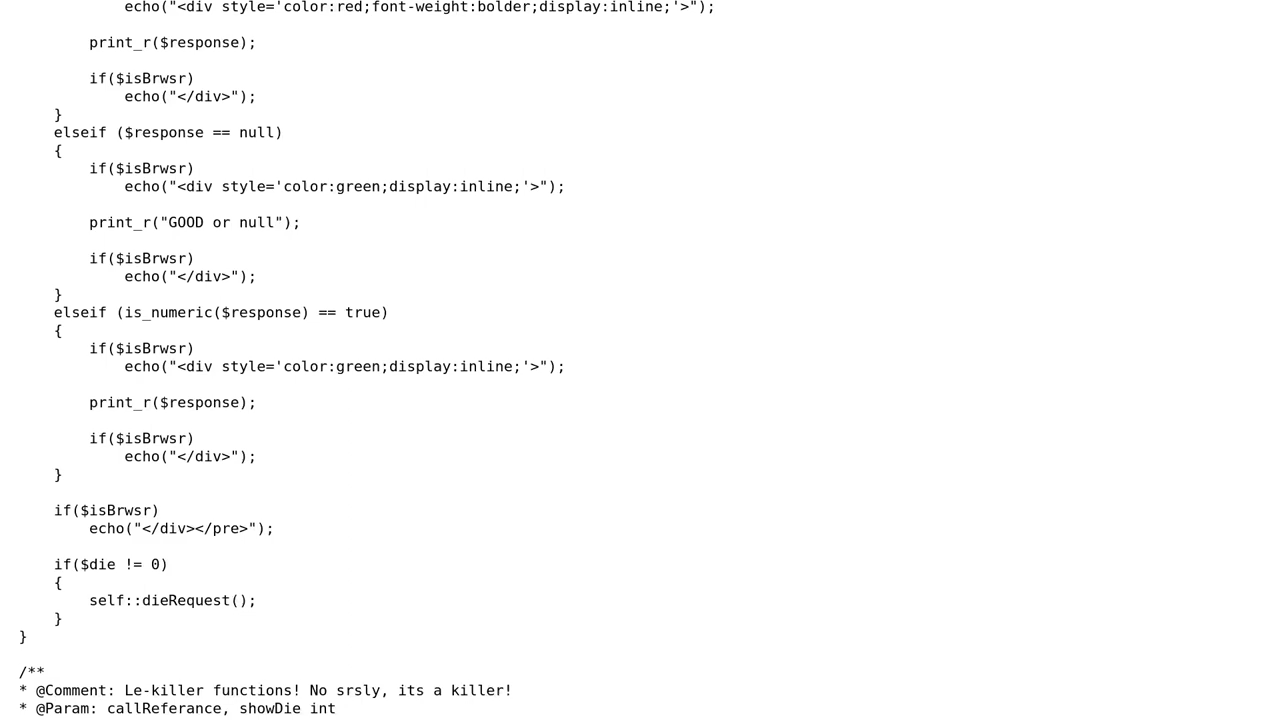 echo("<div style='color:red;font-weight:bolder;display:inline;'>");
print_r($response);
if($isBrwsr)
echo("</div>");
}
elseif ($response == null)
{
if($isBrwsr)
echo("<div style='color:green;display:inline;'>");
print_r("GOOD or null");
if($isBrwsr)
echo("</div>");
}
elseif (is_numeric($response) == true)
{
if($isBrwsr)
echo("<div style='color:green;display:inline;'>");
print_r($response);
if($isBrwsr)
echo("</div>");
}
if($isBrwsr)
echo("</div></pre>");
if($die != 0)
{
self::dieRequest();
}
}
/**
* @Comment: Le-killer functions! No srsly, its a killer!
* @Param: callReferance, showDie int